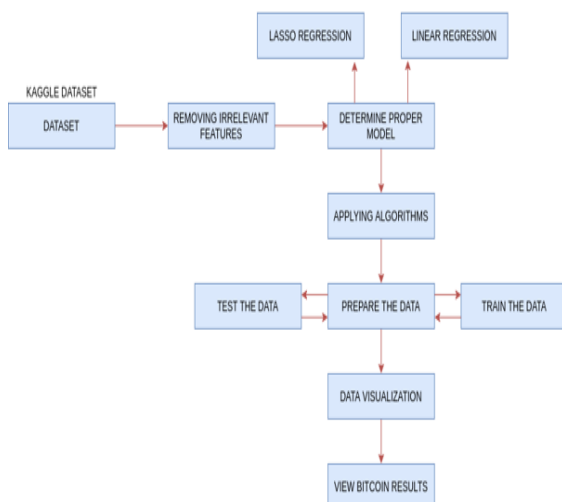 LASSO REGRESSION
LINEAR REGRESSION
KAGGLE DATASET
DATASET
REMOVING IRRELEVANT
FEATURES
DETERMINE PROPER
MODEL
APPLYING ALGORITHMS
TEST THE DATA
PREPARE THE DATA
TRAIN THE DATA
DATA VISUALIZATION
VIEW BITCOIN RESULTS